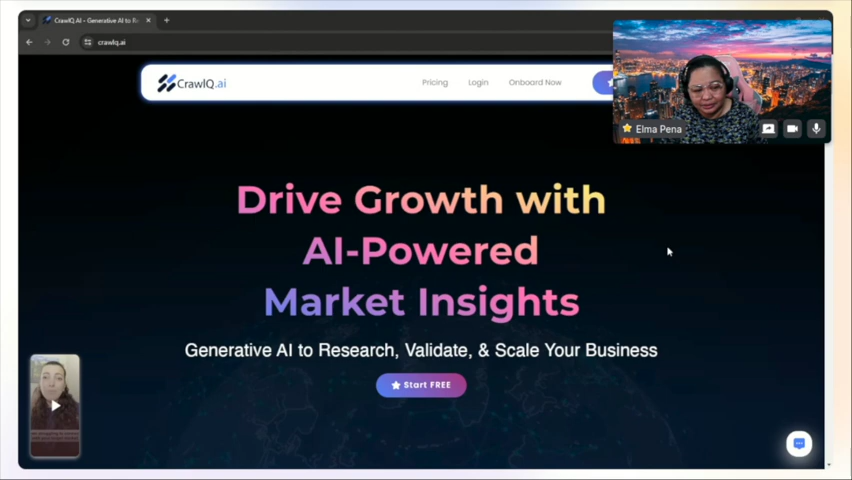 CrawlQ AI – Generative AI to Re
crawlq.ai
CrawlQ.ai
Pricing
Login
Onboard Now
Elma Pena
Drive Growth with
AI-Powered
Market Insights
Generative AI to Research, Validate, & Scale Your Business
Start FREE